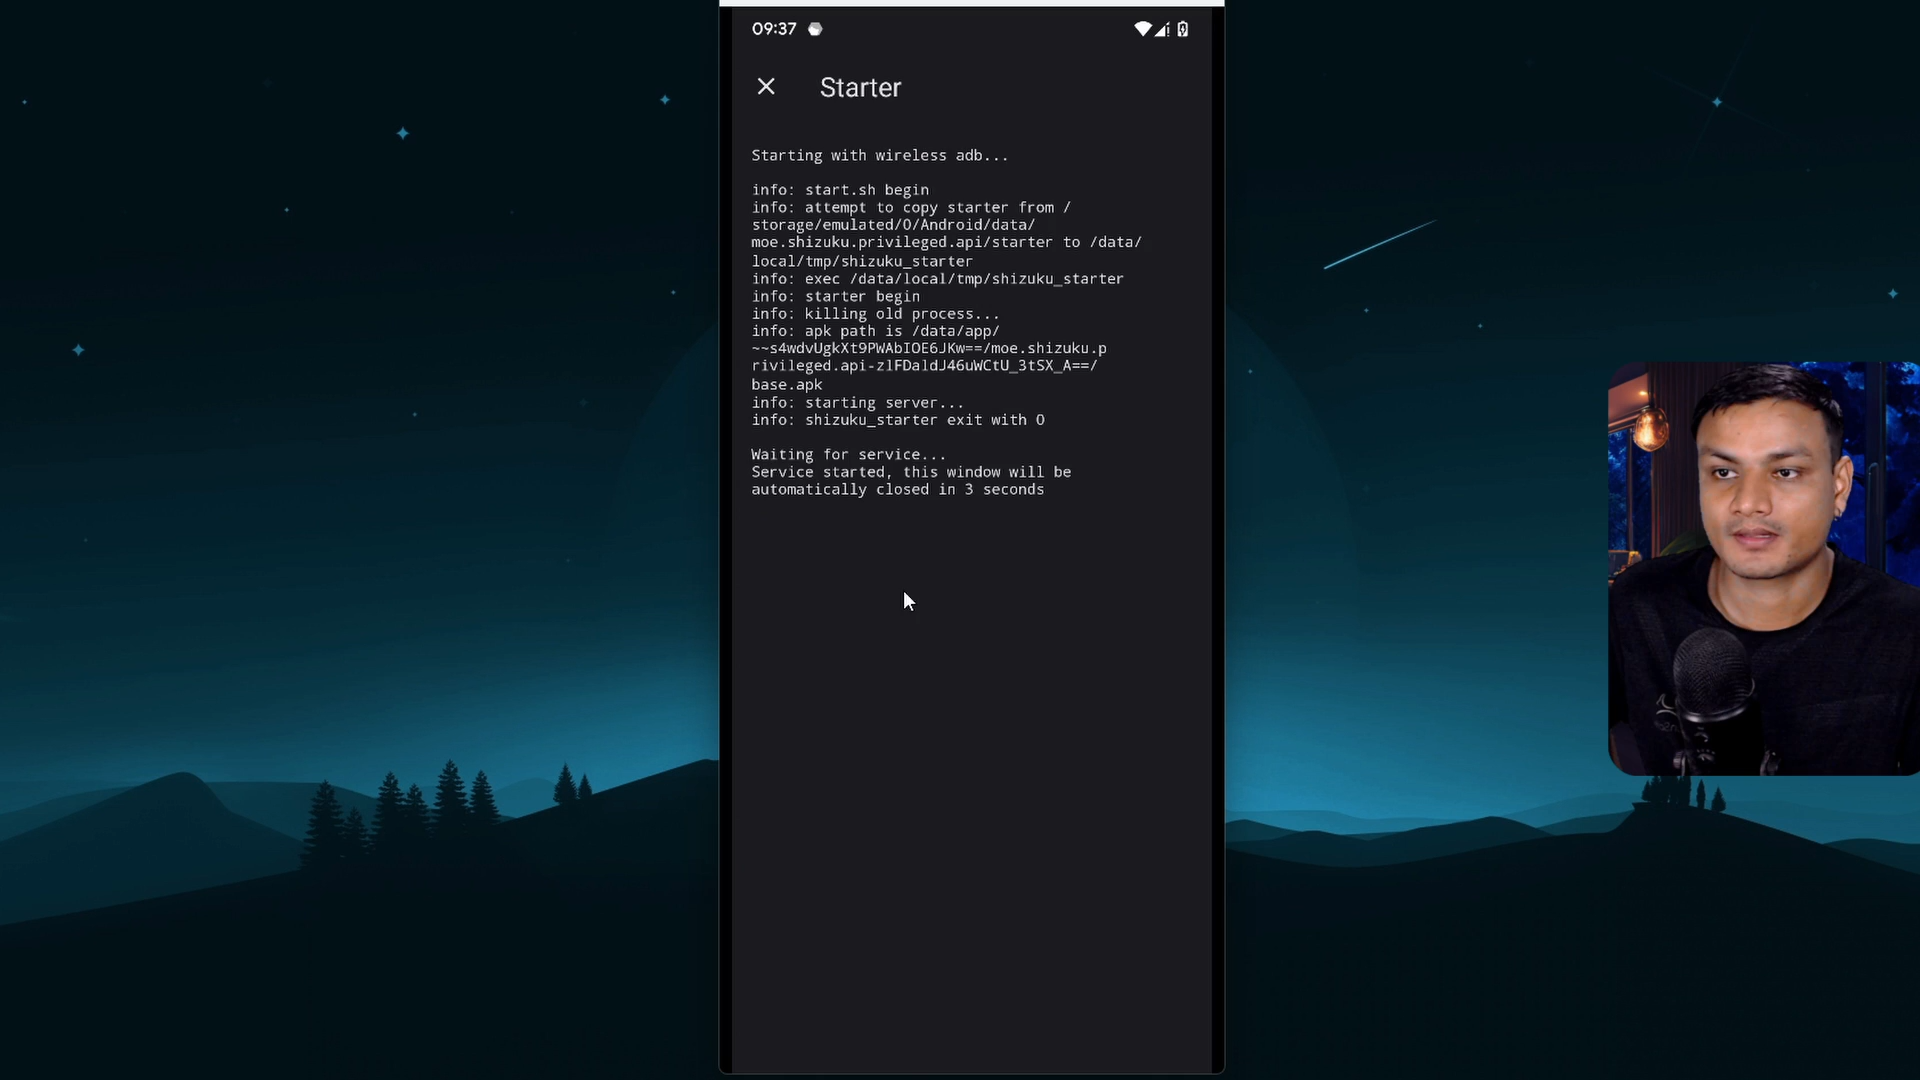 09:37
Starter
Starting with wireless adb...
info: start.sh begin
info: attempt to copy starter from /
storage/emulated/0/Android/data/
moe.shizuku.privileged.api/starter to /data/
local/tmp/shizuku_starter
info: exec /data/local/tmp/shizuku_starter
info: starter begin
info: killing old process...
info: apk path is /data/app/
~~s4wdvUgkXt9PWAbIOE6JKw==/moe.shizuku.p
rivileged.api-zlFDaldJ46uWCtU_3tSX_A==/
base.apk
info: starting server...
info: shizuku_starter exit with 0
Waiting for service...
Service started, this window will be
automatically closed in 3 seconds